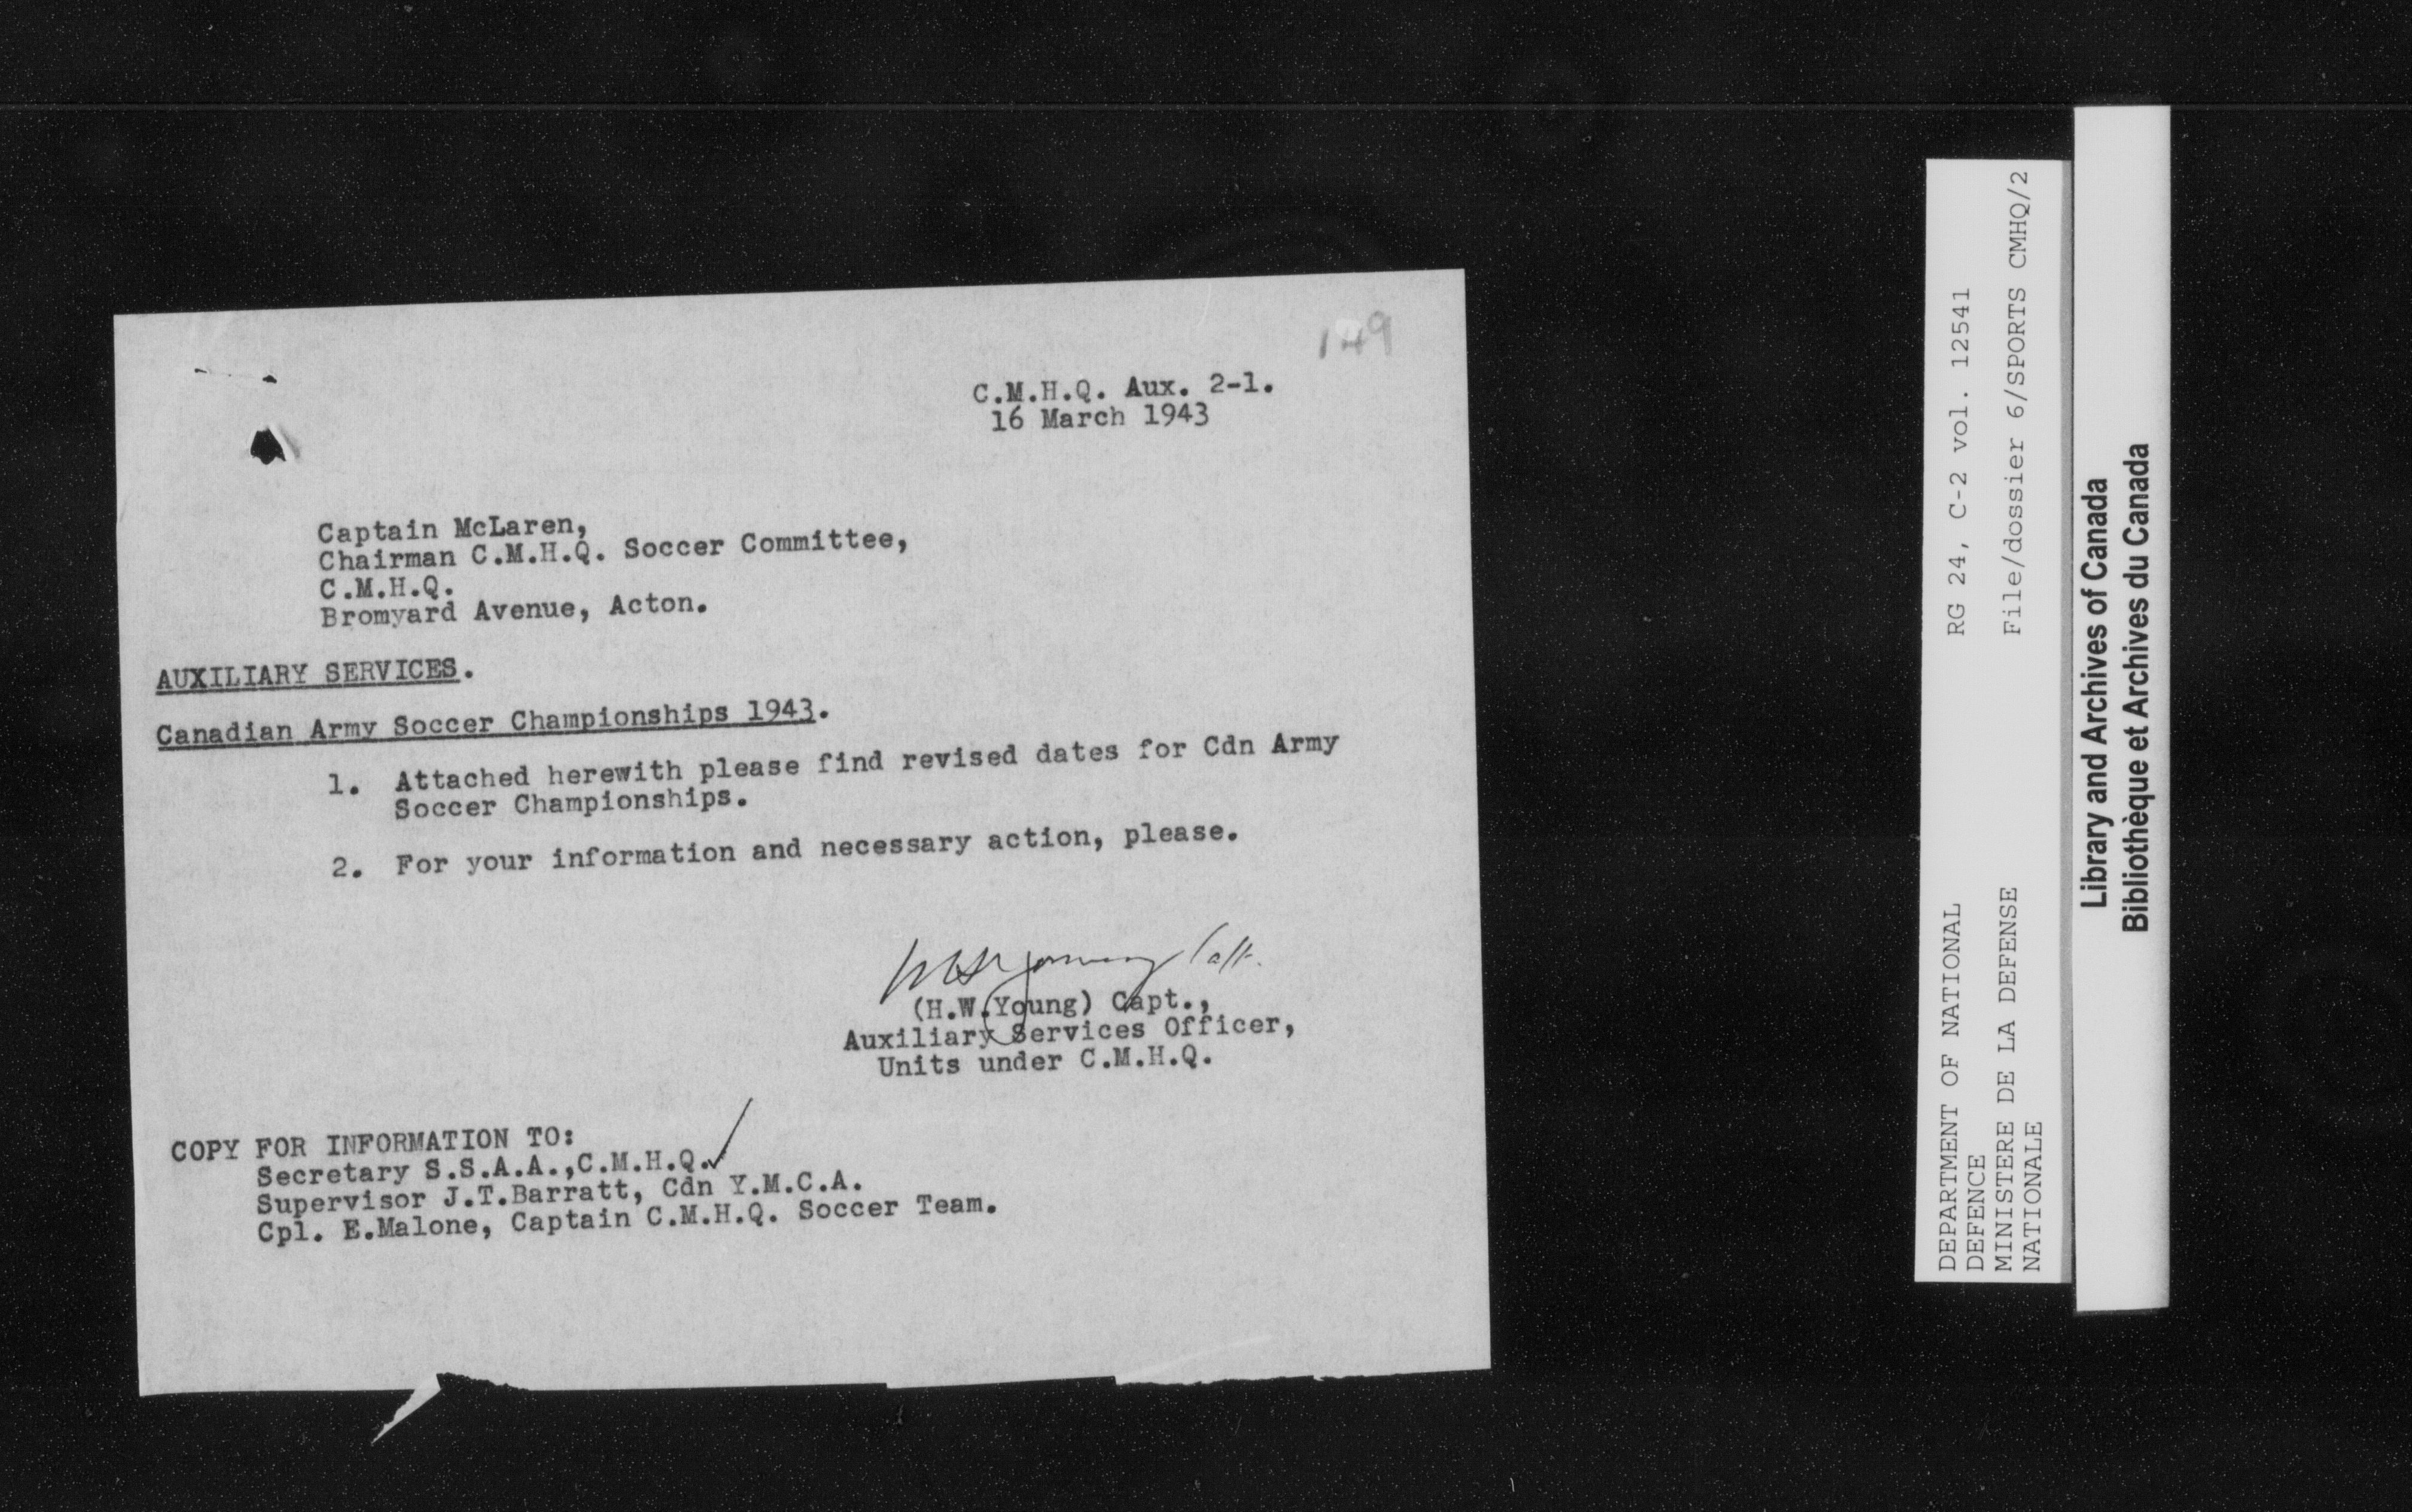 149
C.M.H.Q. Aux. 2-1.
16 March 1943
Captain McLaren,
Chairman C.M.H.Q. Soccer Committee,
C.M.H.Q.
Bromyard Avenue, Acton.
AUXILIARY SERVICES.
Canadian Army Soccer Championships 1943.
1. Attached herewith please find revised dates for Cdn Army
Soccer Championships.
2. For your information and necessary action, please.
HWYoung Capt.
(H.W.Young) Capt.,
Auxiliary Services Officer,
Units under C.M.H.Q.
COPY FOR INFORMATION TO:
Secretary S.S.A.A.,C.M.H.Q.
Supervisor J.T.Barratt, Cdn Y.M.C.A.
Cpl. E.Malone, Captain C.M.H.Q. Soccer Team.
DEPARTMENT OF NATIONAL
DEFENCE
MINISTERE DE LA DEFENSE
NATIONALE
RG 24, C-2 vol. 12541
File/dossier 6/SPORTS CMHQ/2
Library and Archives of Canada
Bibliothèque et Archives du Canada